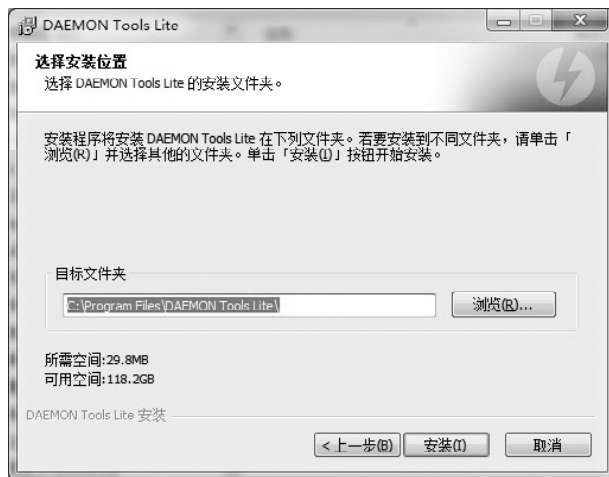 DAEMON Tools Lite
选择安装位置
选择 DAEMON Tools Lite 的安装文件夹。
安装程序将安装 DAEMON Tools Lite 在下列文件夹。若要安装到不同文件夹，请单击「
浏览(R)」并选择其他的文件夹。单击「安装(I)」按钮开始安装。
目标文件夹
C:\Program Files\DAEMON Tools Lite\
浏览(R)...
所需空间:29.8MB
可用空间:118.2GB
DAEMON Tools Lite 安装
<上一步(B) 安装(I) 取消